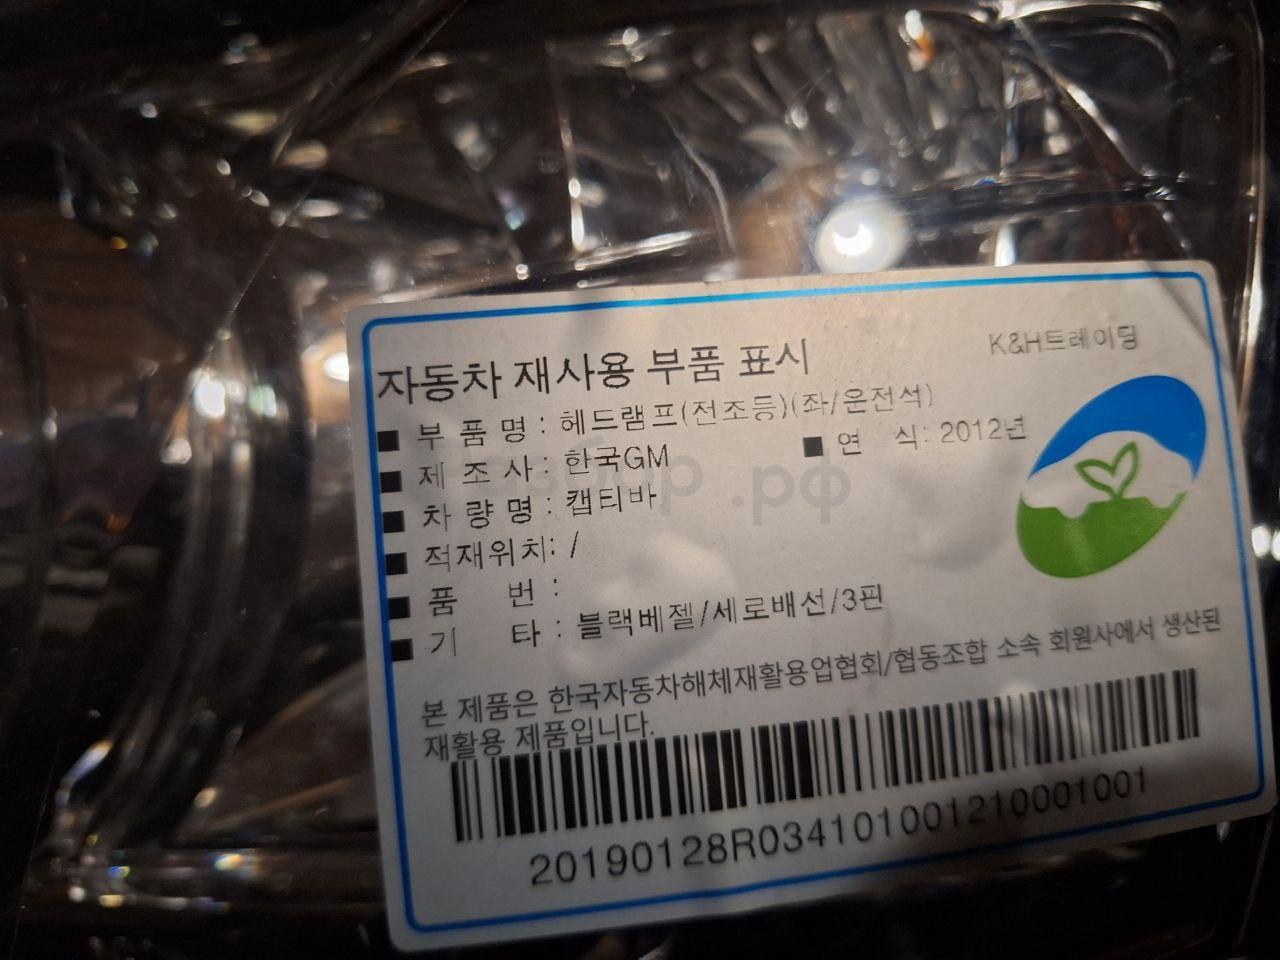 K&H트레이딩
자동차 재사용 부품 표시
■ 부 품 명 : 헤드램프(전조등)(좌/운전석)
■ 제 조 사 : 한국GM ■ 연 식: 2012년
■ 차 량 명 : 캡티바
■ 적재위치: /
■ 품 번 :
■ 기 타 : 블랙베젤/세로배선/3핀
본 제품은 한국자동차해체재활용업협회/협동조합 소속 회원사에서 생산된
재활용 제품입니다.
20190128R034101001210001001
.рф